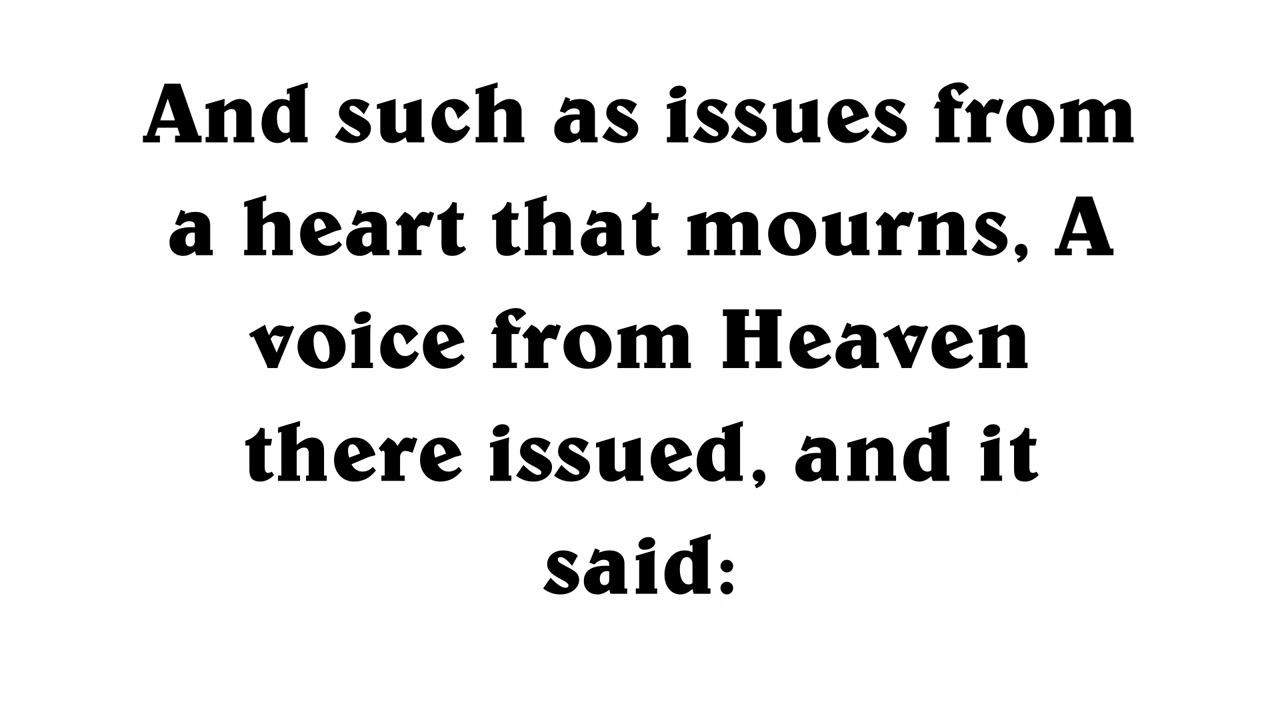 And such as issues from
a heart that mourns, A
voice from Heaven
there issued, and it
said: